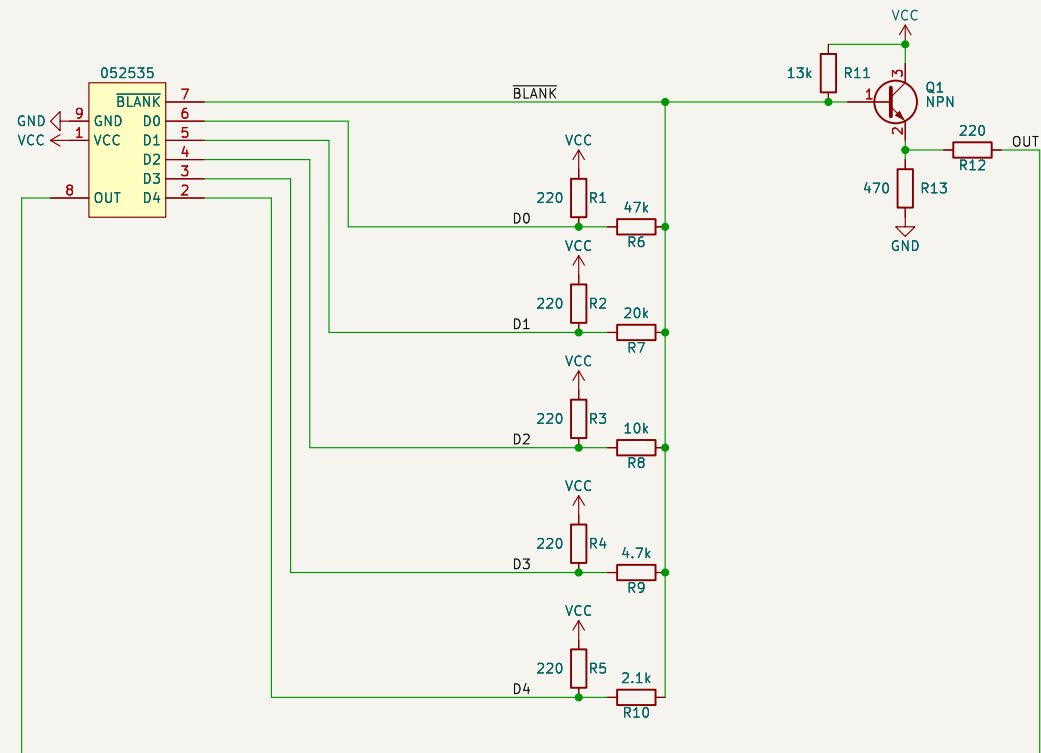 VCC
052535
13k R11
Q1
NPN
3
1
2
BLANK 7
BLANK
9 GND D0 6
GND
1 VCC D1 5
VCC
D2 4
D3 3
8 OUT D4 2
220
R12
OUT
470 R13
GND
VCC
220 R1
D0
47k
R6
VCC
220 R2
D1
20k
R7
VCC
220 R3
D2
10k
R8
VCC
220 R4
D3
4.7k
R9
VCC
220 R5
D4
2.1k
R10